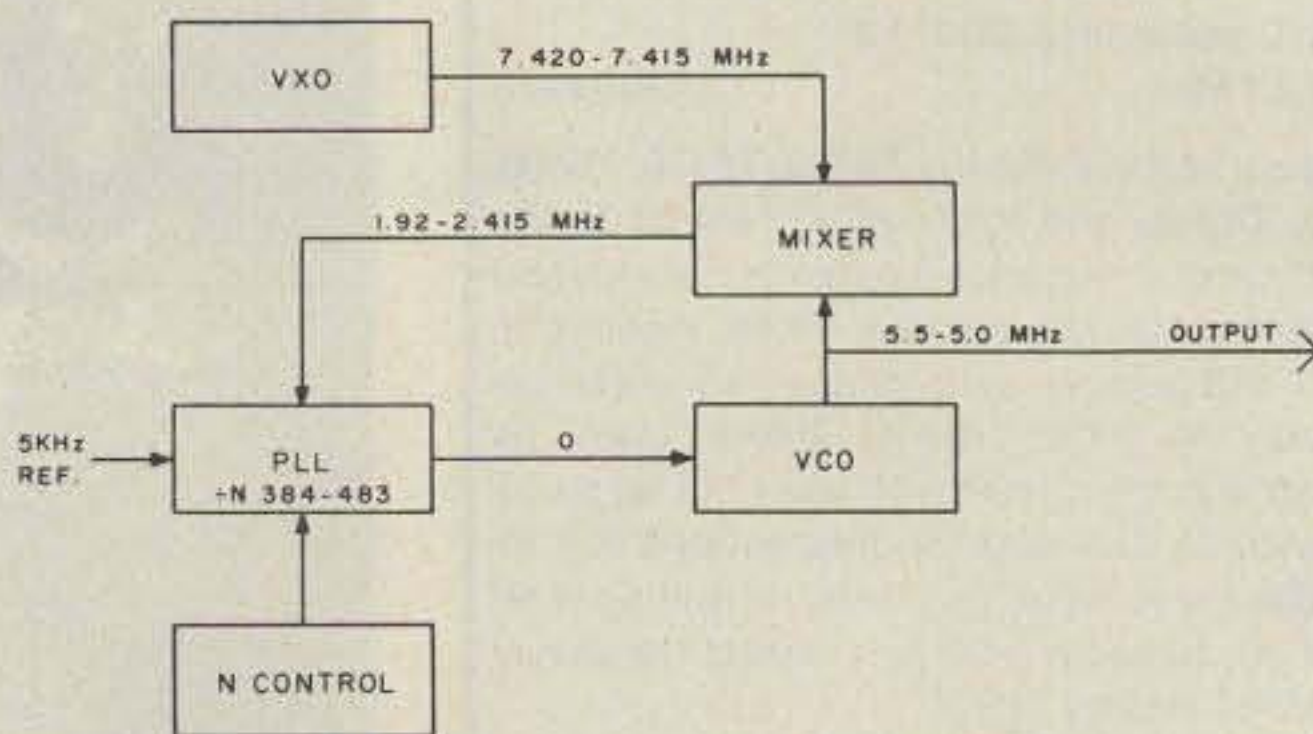 VXO
7.420-7.415 MHz
1.92-2.415 MHz
MIXER
5.5-5.0 MHz
OUTPUT
5KHz
REF.
PLL
÷N 384-483
0
VCO
N CONTROL